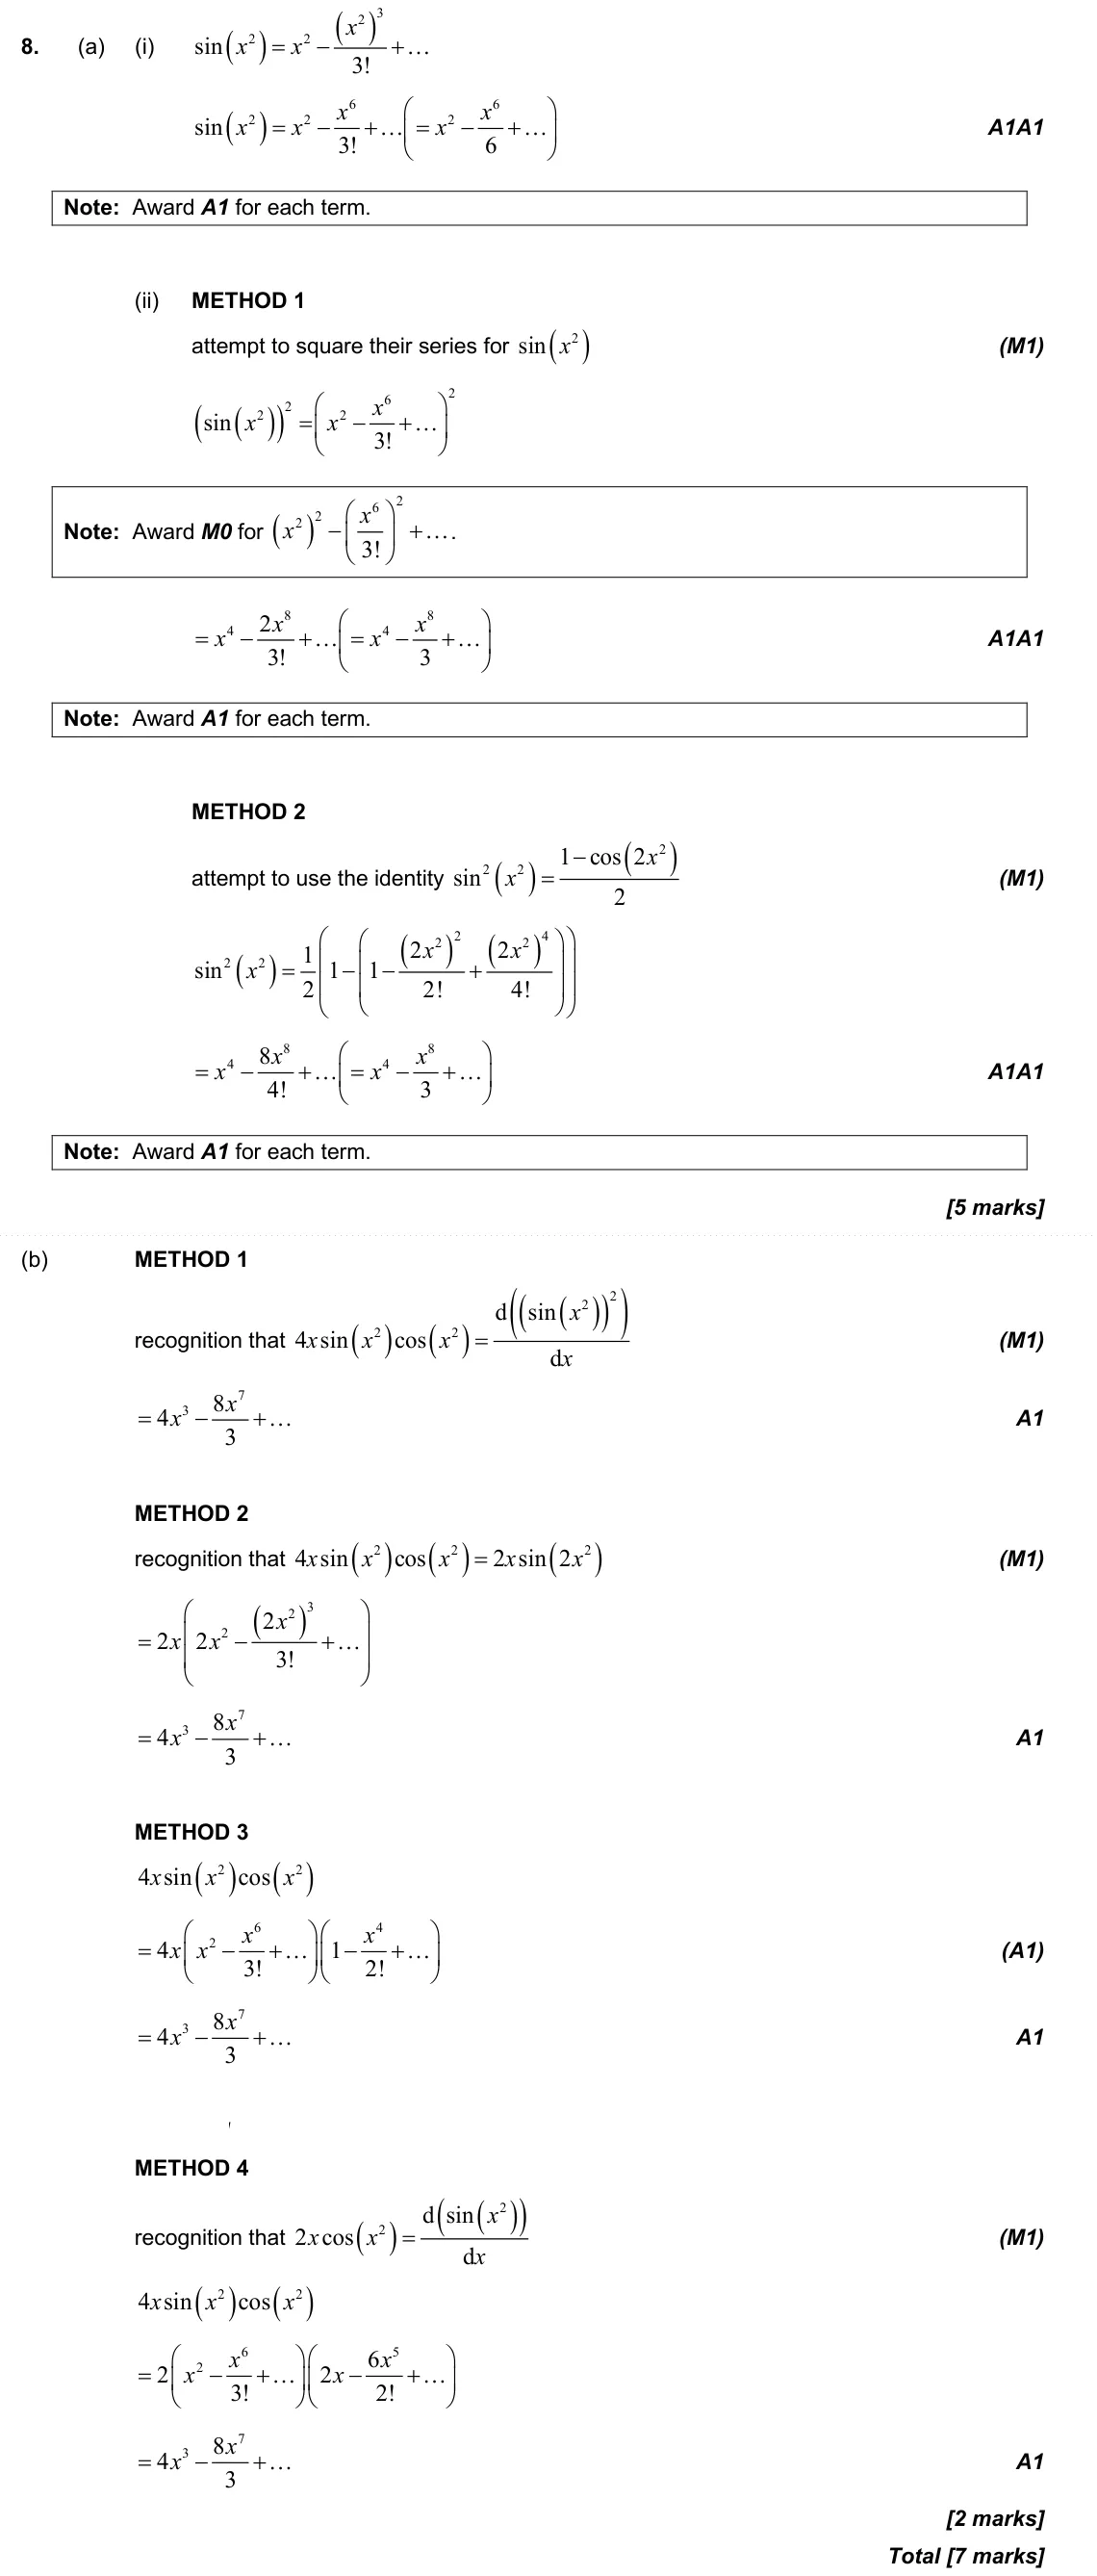 8. (a) (i) sin(x²) = x² − (x²)³/3! + …
sin(x²) = x² − x⁶/3! + … (= x² − x⁶/6 + …) A1A1
Note: Award A1 for each term.
(ii) METHOD 1
attempt to square their series for sin(x²) (M1)
(sin(x²))² = (x² − x⁶/3! + …)²
Note: Award M0 for (x²)² − (x⁶/3!)² + ….
= x⁴ − 2x⁸/3! + … (= x⁴ − x⁸/3 + …) A1A1
Note: Award A1 for each term.
METHOD 2
attempt to use the identity sin²(x²) = (1−cos(2x²))/2 (M1)
sin²(x²) = 1/2(1−(1−(2x²)²/2! + (2x²)⁴/4!))
= x⁴ − 8x⁸/4! + … (= x⁴ − x⁸/3 + …) A1A1
Note: Award A1 for each term.
[5 marks]
(b) METHOD 1
recognition that 4x sin(x²)cos(x²) = d((sin(x²))²)/dx (M1)
= 4x³ − 8x⁷/3 + … A1
METHOD 2
recognition that 4x sin(x²)cos(x²) = 2x sin(2x²) (M1)
= 2x(2x² − (2x²)³/3! + …)
= 4x³ − 8x⁷/3 + … A1
METHOD 3
4x sin(x²)cos(x²)
= 4x(x² − x⁶/3! + …)(1 − x⁴/2! + …) (A1)
= 4x³ − 8x⁷/3 + … A1
METHOD 4
recognition that 2x cos(x²) = d(sin(x²))/dx (M1)
4x sin(x²)cos(x²)
= 2(x² − x⁶/3! + …)(2x − 6x⁵/2! + …)
= 4x³ − 8x⁷/3 + … A1
[2 marks]
Total [7 marks]